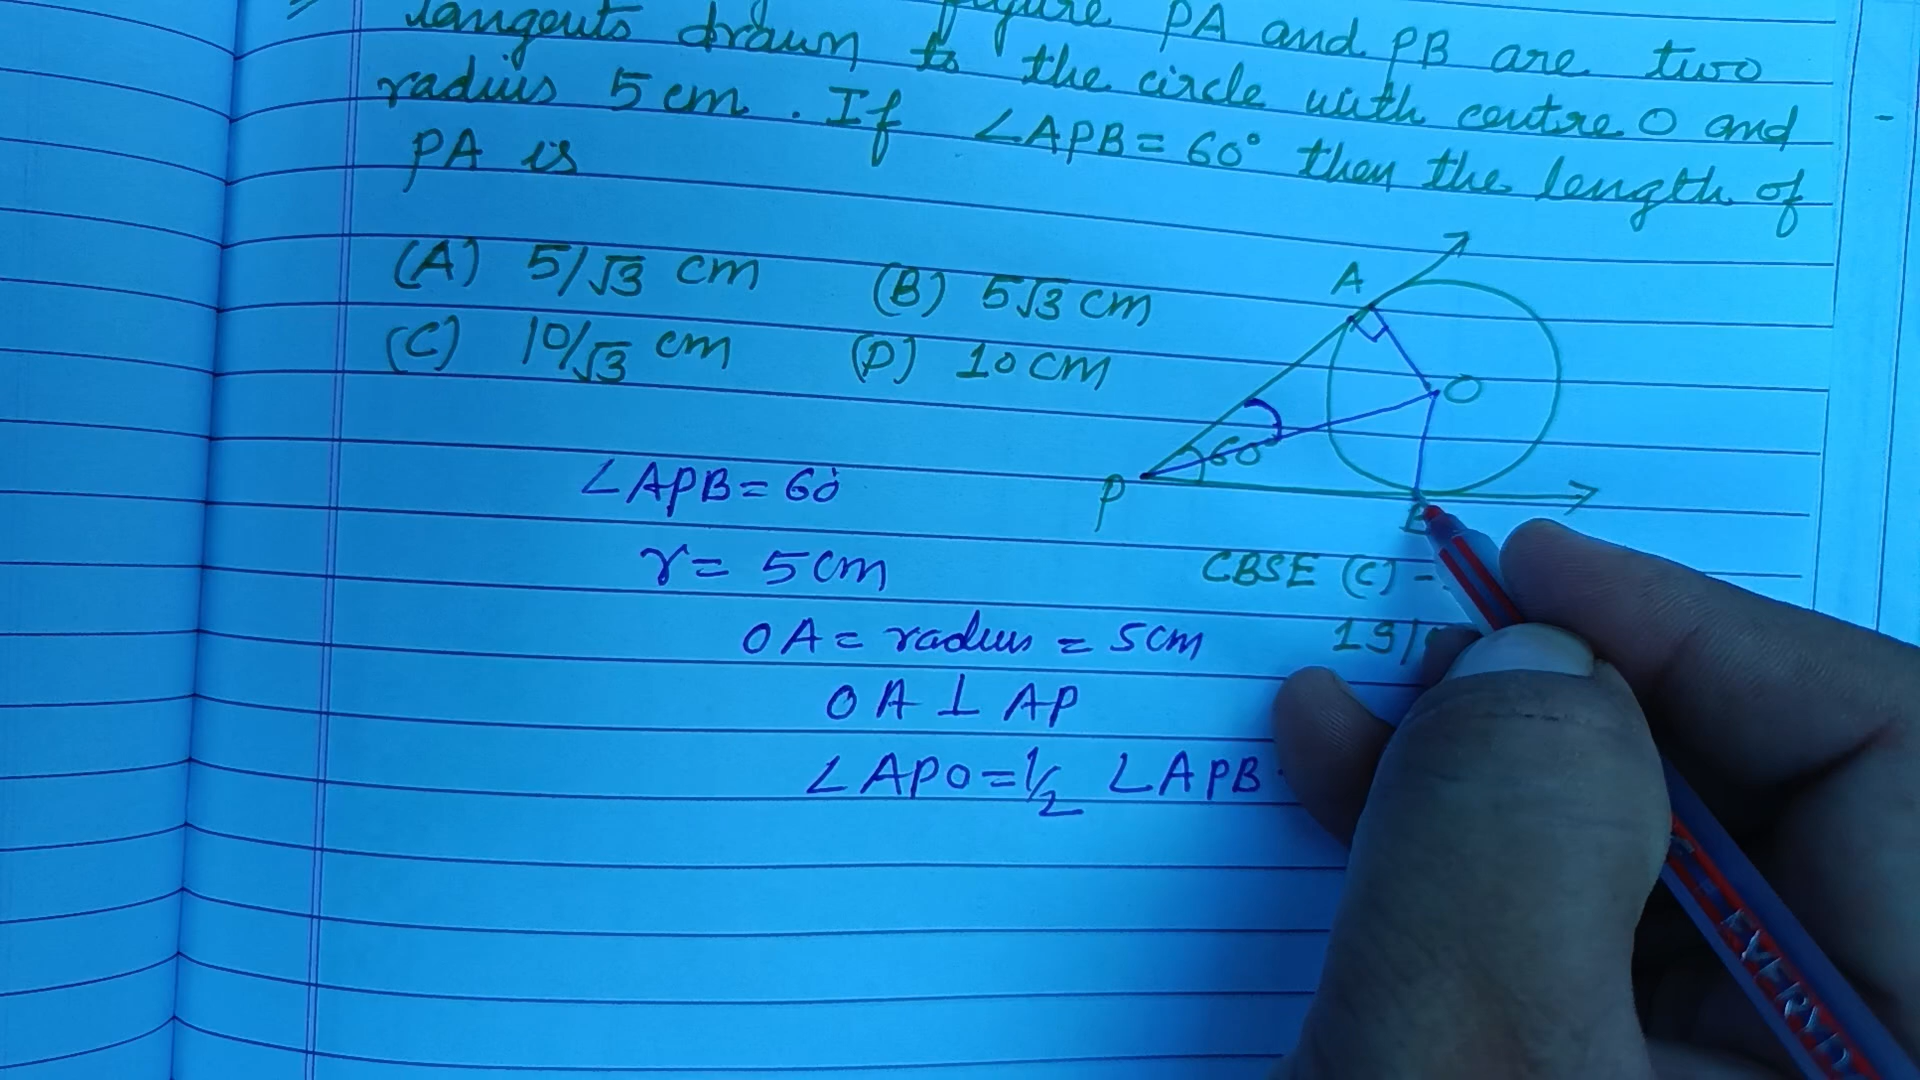 figure PA and PB are two
tangents drawn to the circle with centre O and
radius 5 cm. If ∠APB = 60° then the length of
PA is
(A) 5/√3 cm (B) 5√3 cm
(C) 10/√3 cm (D) 10 cm
A
O
60
P
B
∠APB = 60°
r = 5cm
CBSE (C) -
OA = radius = 5cm
OA ⊥ AP
∠APO = 1/2 ∠APB